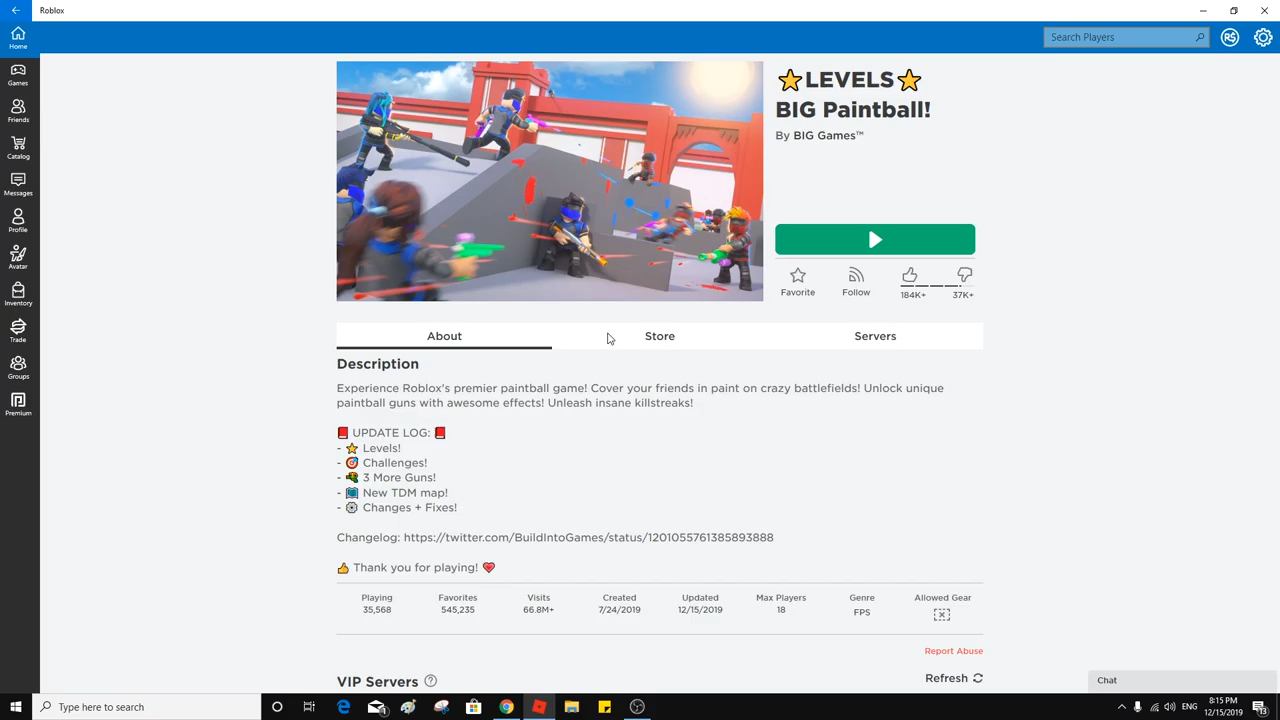 Roblox
Home
Search Players
R$
Games
Friends
Catalog
Messages
Profile
Avatar
Inventory
Trade
Groups
Premium
⭐LEVELS⭐
BIG Paintball!
By BIG Games™
Favorite
Follow
184K+
37K+
About
Store
Servers
Description
Experience Roblox's premier paintball game! Cover your friends in paint on crazy battlefields! Unlock unique
paintball guns with awesome effects! Unleash insane killstreaks!
📕 UPDATE LOG: 📕
- ⭐ Levels!
- 🎯 Challenges!
- 🔫 3 More Guns!
- 🗺️ New TDM map!
- ⚙️ Changes + Fixes!
Changelog: https://twitter.com/BuildIntoGames/status/1201055761385893888
👍 Thank you for playing! ❤️
Playing Favorites Visits Created Updated Max Players Genre Allowed Gear
35,568 545,235 66.8M+ 7/24/2019 12/15/2019 18 FPS
Report Abuse
VIP Servers
Refresh
Chat
Type here to search
8:15 PM
12/15/2019
13